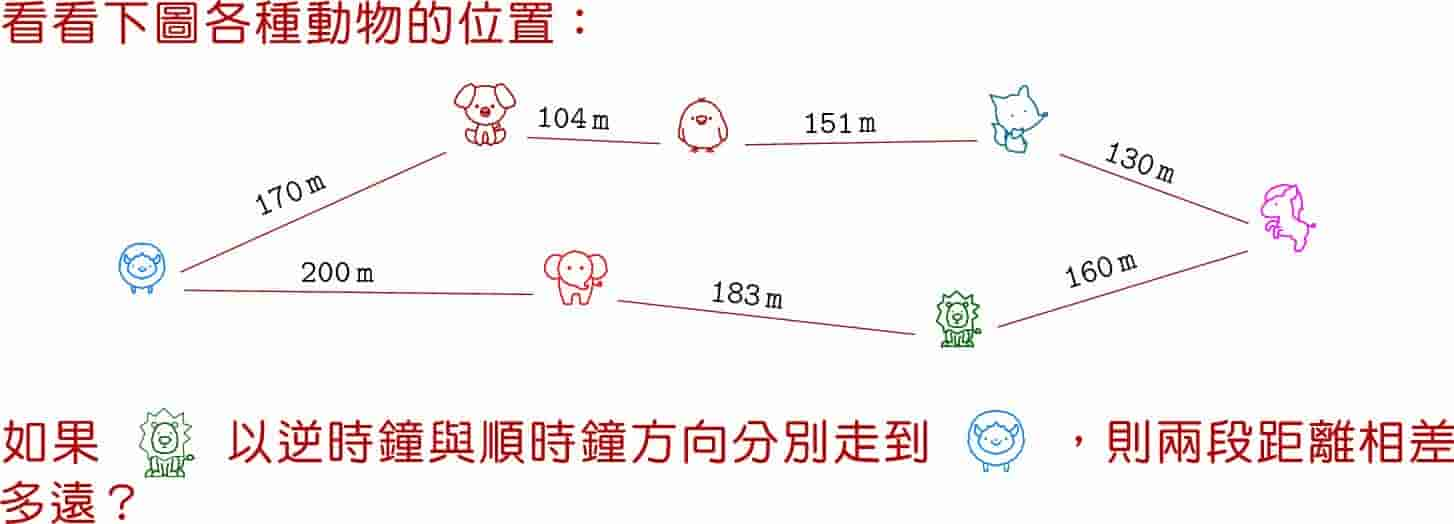 看看下圖各種動物的位置：
104 m
151 m
130 m
170 m
200 m
183 m
160 m
如果 以逆時鐘與順時鐘方向分別走到 ，則兩段距離相差
多遠？